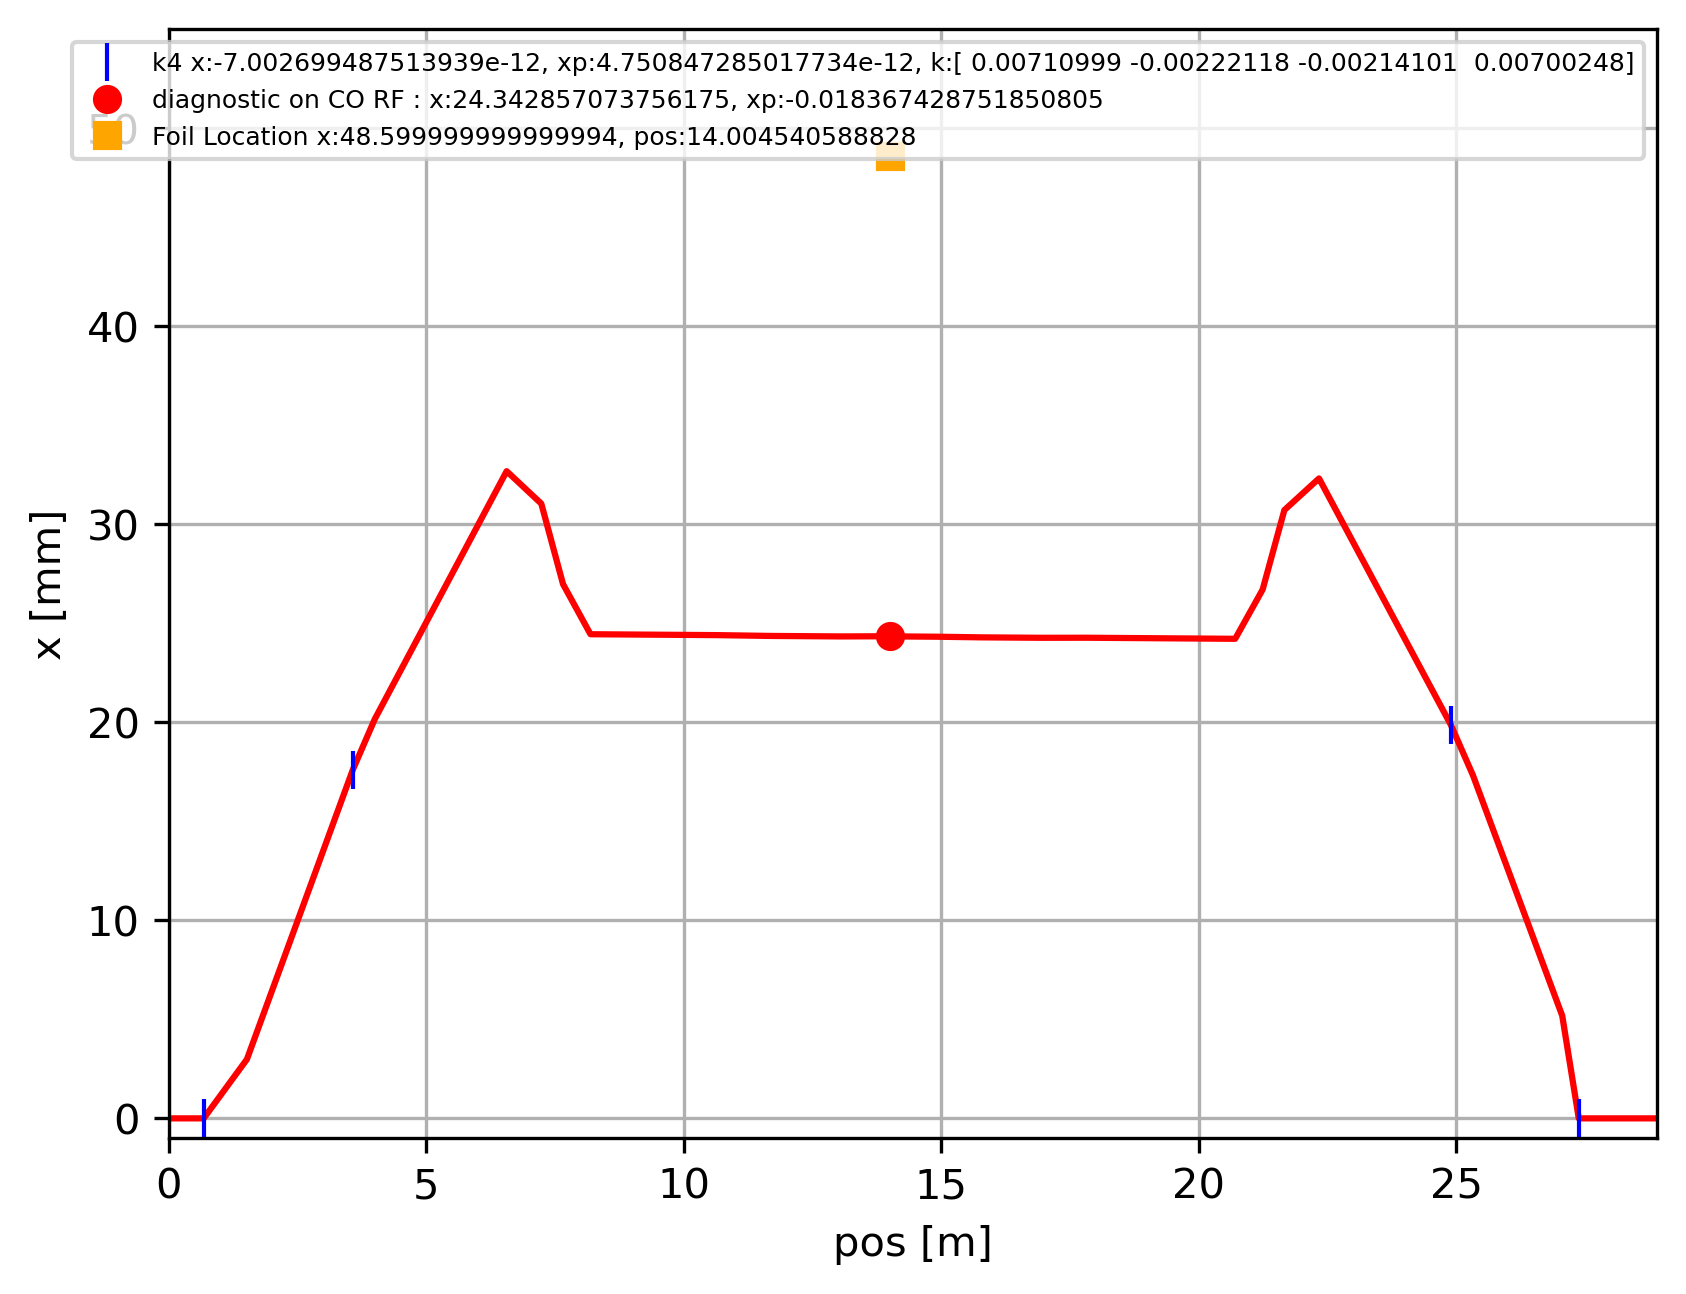 k4 x:-7.002699487513939e-12, xp:4.750847285017734e-12, k:[ 0.00710999 -0.00222118 -0.00214101  0.00700248]
diagnostic on CO RF : x:24.342857073756175, xp:-0.018367428751850805
Foil Location x:48.599999999999994, pos:14.004540588828
50
40
30
20
10
0
x [mm]
0 5 10 15 20 25
pos [m]